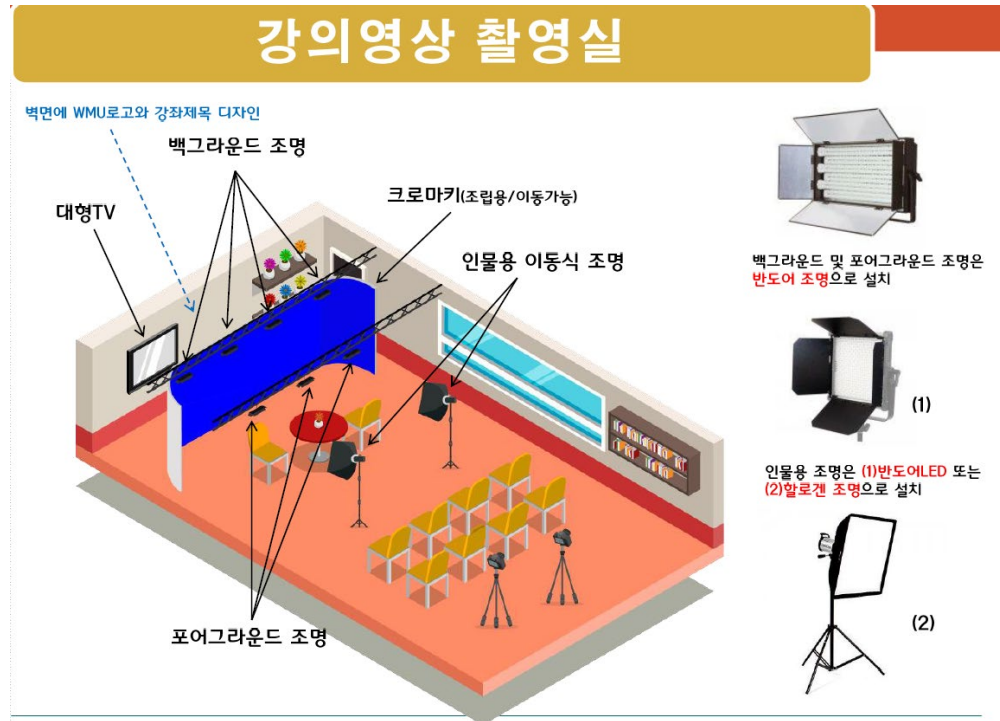 강의영상 촬영실
벽면에 WMU로고와 강좌제목 디자인
백그라운드 조명
대형TV
크로마키(조립용/이동가능)
인물용 이동식 조명
포어그라운드 조명
백그라운드 및 포어그라운드 조명은
반도어 조명으로 설치
(1)
인물용 조명은 (1)반도어LED 또는
(2)할로겐 조명으로 설치
(2)